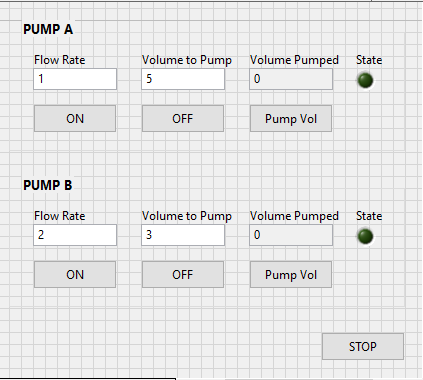 PUMP A
Flow Rate Volume to Pump Volume Pumped State
1 5 0
ON OFF Pump Vol
PUMP B
Flow Rate Volume to Pump Volume Pumped State
2 3 0
ON OFF Pump Vol
STOP